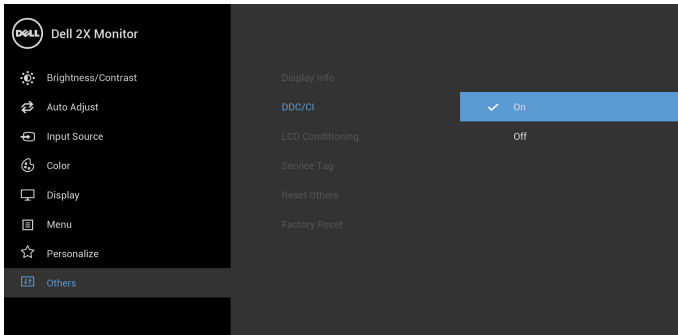 DELL Dell 2X Monitor
Brightness/Contrast
Auto Adjust
Input Source
Color
Display
Menu
Personalize
Others
Display Info
DDC/CI
LCD Conditioning
Service Tag
Reset Others
Factory Reset
On
Off